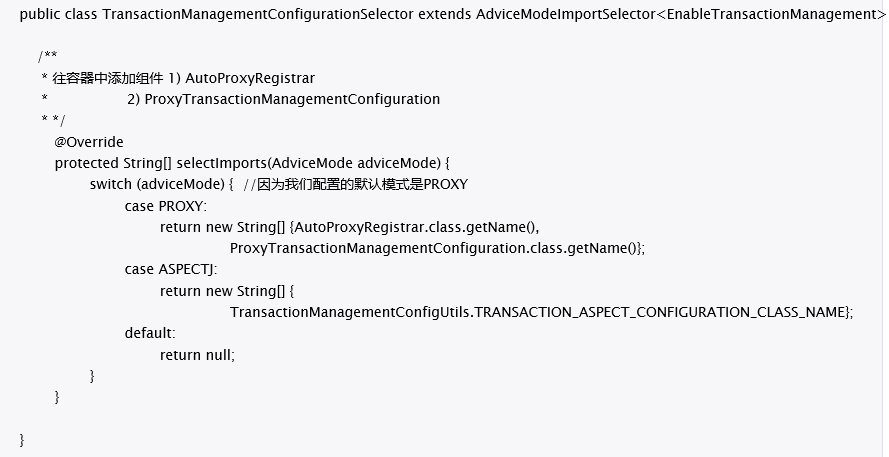 public class TransactionManagementConfigurationSelector extends AdviceModeImportSelector<EnableTransactionManagement>
/**
* 往容器中添加组件 1) AutoProxyRegistrar
* 2) ProxyTransactionManagementConfiguration
* */
@Override
protected String[] selectImports(AdviceMode adviceMode) {
switch (adviceMode) { //因为我们配置的默认模式是PROXY
case PROXY:
return new String[] {AutoProxyRegistrar.class.getName(),
ProxyTransactionManagementConfiguration.class.getName()};
case ASPECTJ:
return new String[] {
TransactionManagementConfigUtils.TRANSACTION_ASPECT_CONFIGURATION_CLASS_NAME};
default:
return null;
}
}
}